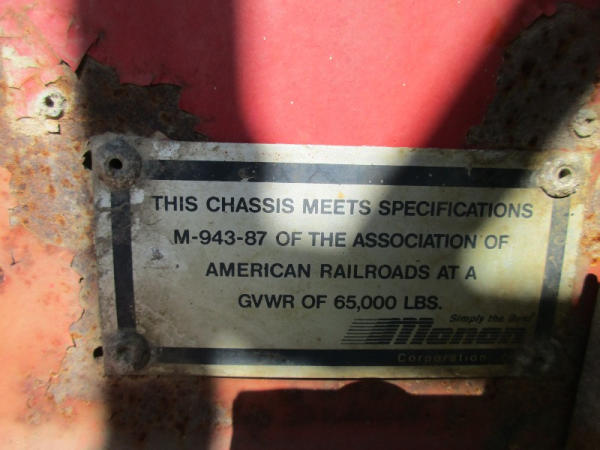 THIS CHASSIS MEETS SPECIFICATIONS
M-943-87 OF THE ASSOCIATION OF
AMERICAN RAILROADS AT A
GVWR OF 65,000 LBS.
Simply the Best
Monon
Corporation